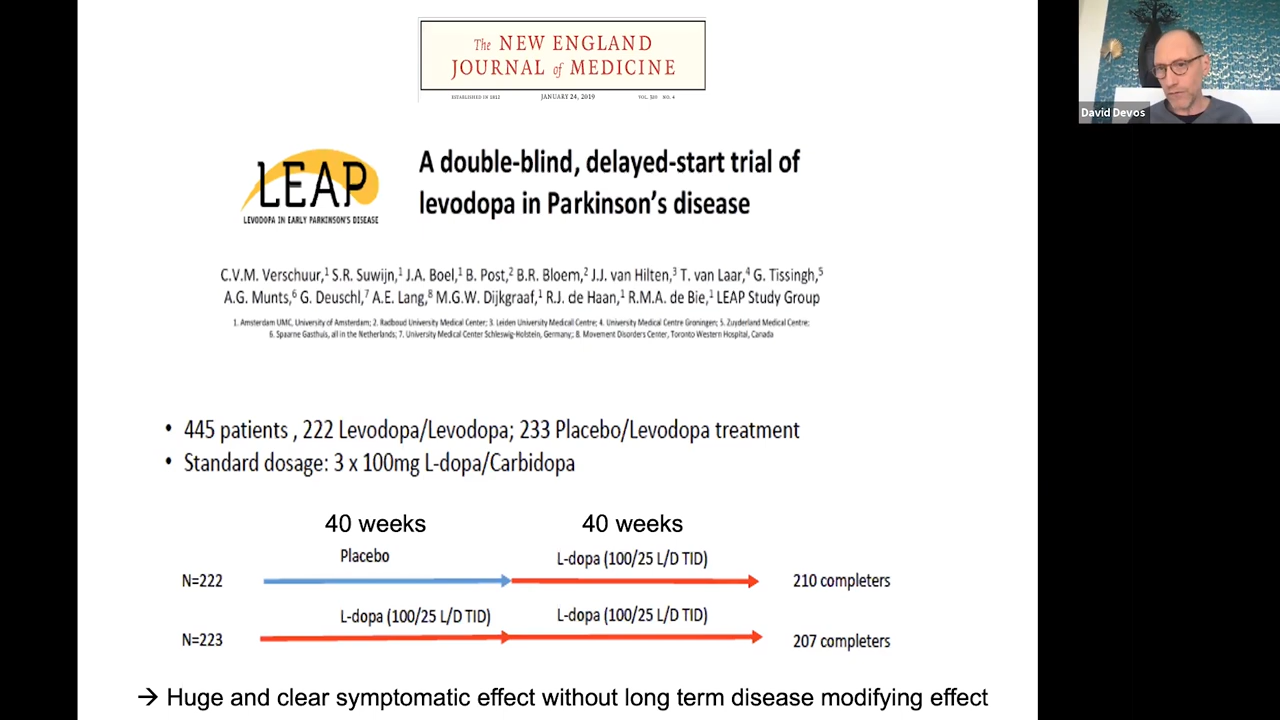 The NEW ENGLAND
JOURNAL of MEDICINE
ESTABLISHED IN 1812 JANUARY 24, 2019 VOL. 380 NO. 4
David Devos
LEAP
LEVODOPA IN EARLY PARKINSON'S DISEASE
A double-blind, delayed-start trial of
levodopa in Parkinson's disease
C.V.M. Verschuur,1 S.R. Suwijn,1 J.A. Boel,1 B. Post,2 B.R. Bloem,2 J.J. van Hilten,3 T. van Laar,4 G. Tissingh,5
A.G. Munts,6 G. Deuschl,7 A.E. Lang,8 M.G.W. Dijkgraaf,1 R.J. de Haan,1 R.M.A. de Bie,1 LEAP Study Group
1. Amsterdam UMC, University of Amsterdam; 2. Radboud University Medical Center; 3. Leiden University Medical Centre; 4. University Medical Centre Groningen; 5. Zuyderland Medical Centre;
6. Spaarne Gasthuis, all in the Netherlands; 7. University Medical Center Schleswig-Holstein, Germany; 8. Movement Disorders Center, Toronto Western Hospital, Canada
• 445 patients , 222 Levodopa/Levodopa; 233 Placebo/Levodopa treatment
• Standard dosage: 3 x 100mg L-dopa/Carbidopa
40 weeks 40 weeks
Placebo L-dopa (100/25 L/D TID)
N=222 210 completers
L-dopa (100/25 L/D TID) L-dopa (100/25 L/D TID)
N=223 207 completers
→ Huge and clear symptomatic effect without long term disease modifying effect